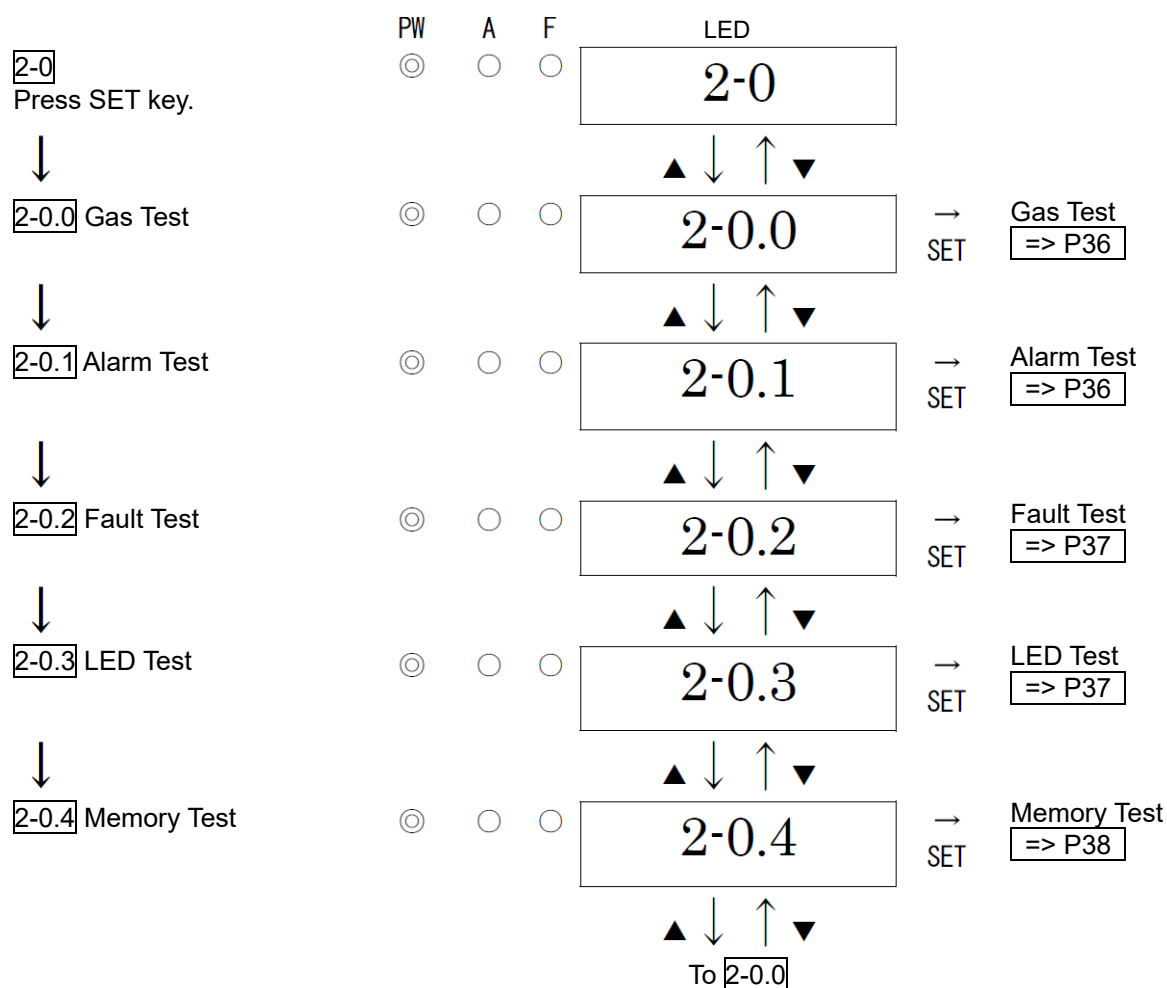 PW A F LED
2-0 ◎ ○ ○ 2-0
Press SET key.
↓ ▲ ↓ ↑ ▼
2-0.0 Gas Test ◎ ○ ○ 2-0.0 → SET Gas Test
=> P36
↓ ▲ ↓ ↑ ▼
2-0.1 Alarm Test ◎ ○ ○ 2-0.1 → SET Alarm Test
=> P36
↓ ▲ ↓ ↑ ▼
2-0.2 Fault Test ◎ ○ ○ 2-0.2 → SET Fault Test
=> P37
↓ ▲ ↓ ↑ ▼
2-0.3 LED Test ◎ ○ ○ 2-0.3 → SET LED Test
=> P37
↓ ▲ ↓ ↑ ▼
2-0.4 Memory Test ◎ ○ ○ 2-0.4 → SET Memory Test
=> P38
▲ ↓ ↑ ▼
To 2-0.0